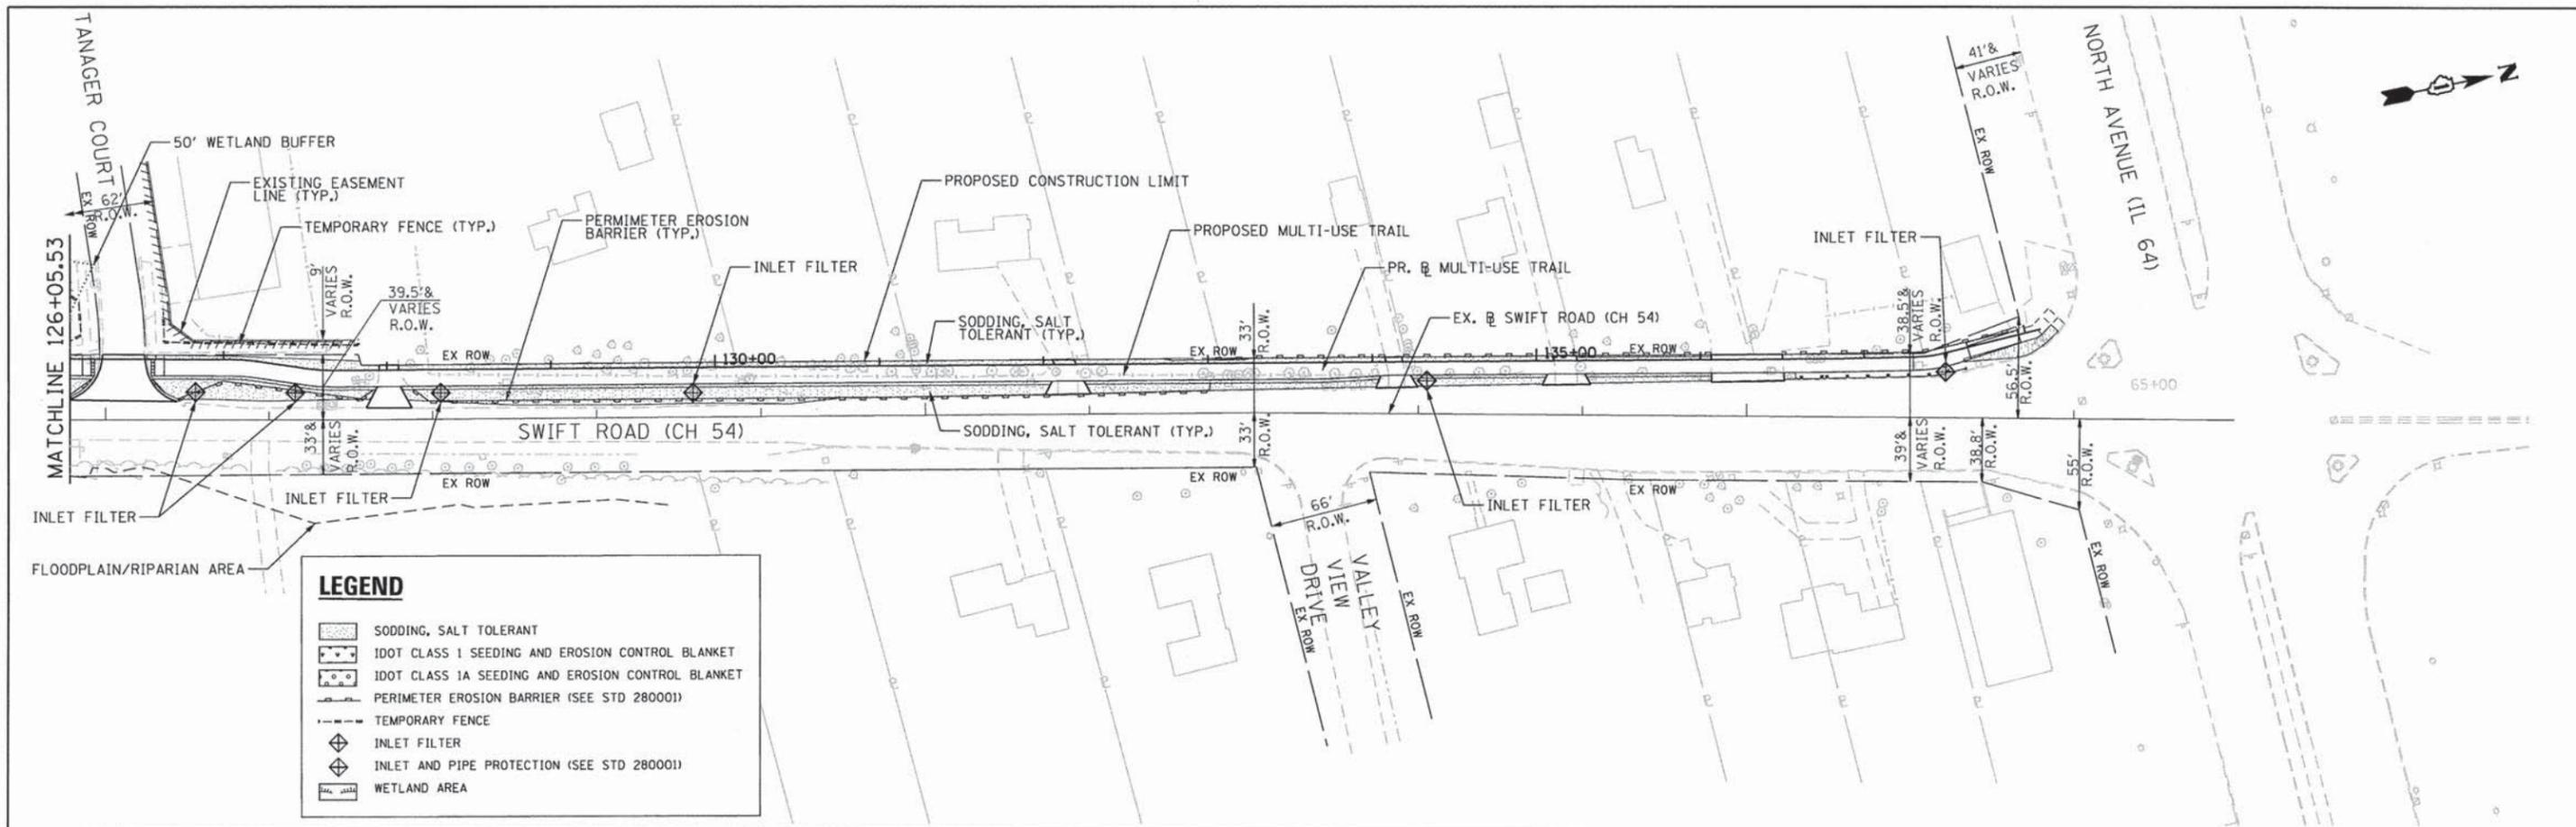 TANAGER COURT
50' WETLAND BUFFER
EXISTING EASEMENT
LINE (TYP.)
TEMPORARY FENCE (TYP.)
EX ROW
62'
R.O.W.
MATCHLINE 126+05.53
9'
VARIES
R.O.W.
39.5'&
VARIES
R.O.W.
PERMIMETER EROSION
BARRIER (TYP.)
INLET FILTER
PROPOSED CONSTRUCTION LIMIT
SODDING, SALT
TOLERANT (TYP.)
PROPOSED MULTI-USE TRAIL
PR. ℄ MULTI-USE TRAIL
EX. ℄ SWIFT ROAD (CH 54)
INLET FILTER
41'&
VARIES
R.O.W.
EX ROW
NORTH AVENUE (IL 64)
N
EX ROW
130+00
EX ROW
33'
R.O.W.
135+00
EX ROW
38.5'&
VARIES
R.O.W.
56.5'
R.O.W.
65+00
33'&
VARIES
R.O.W.
SWIFT ROAD (CH 54)
SODDING, SALT TOLERANT (TYP.)
33'
R.O.W.
39'&
VARIES
R.O.W.
38.8'
R.O.W.
55'
R.O.W.
INLET FILTER
INLET FILTER
EX ROW
EX ROW
66'
R.O.W.
INLET FILTER
EX ROW
EX ROW
FLOODPLAIN/RIPARIAN AREA
VALLEY
VIEW
DRIVE
EX ROW
EX ROW
LEGEND
SODDING, SALT TOLERANT
IDOT CLASS 1 SEEDING AND EROSION CONTROL BLANKET
IDOT CLASS 1A SEEDING AND EROSION CONTROL BLANKET
PERIMETER EROSION BARRIER (SEE STD 280001)
TEMPORARY FENCE
INLET FILTER
INLET AND PIPE PROTECTION (SEE STD 280001)
WETLAND AREA